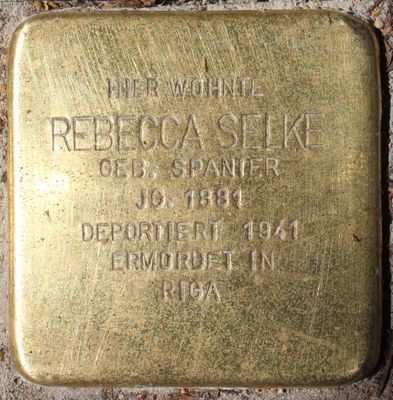 HIER WOHNTE
REBECCA SELKE
GEB. SPANIER
JG. 1881
DEPORTIERT 1941
ERMORDET IN
RIGA